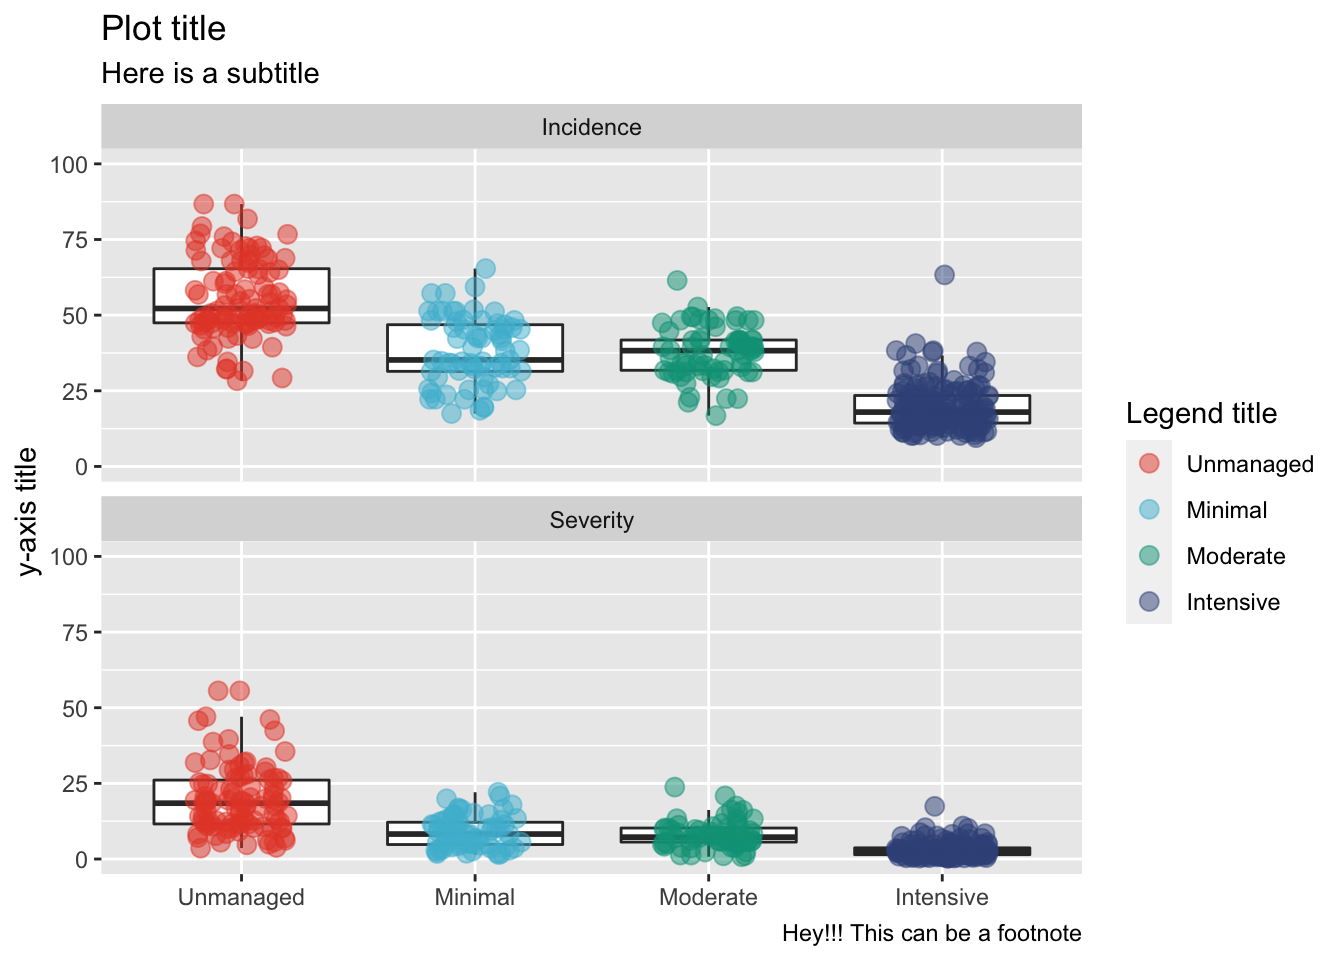 Plot title
Here is a subtitle
Incidence
100
75
50
25
0
Severity
100
75
50
25
0
y-axis title
Unmanaged Minimal Moderate Intensive
Hey!!! This can be a footnote
Legend title
Unmanaged
Minimal
Moderate
Intensive